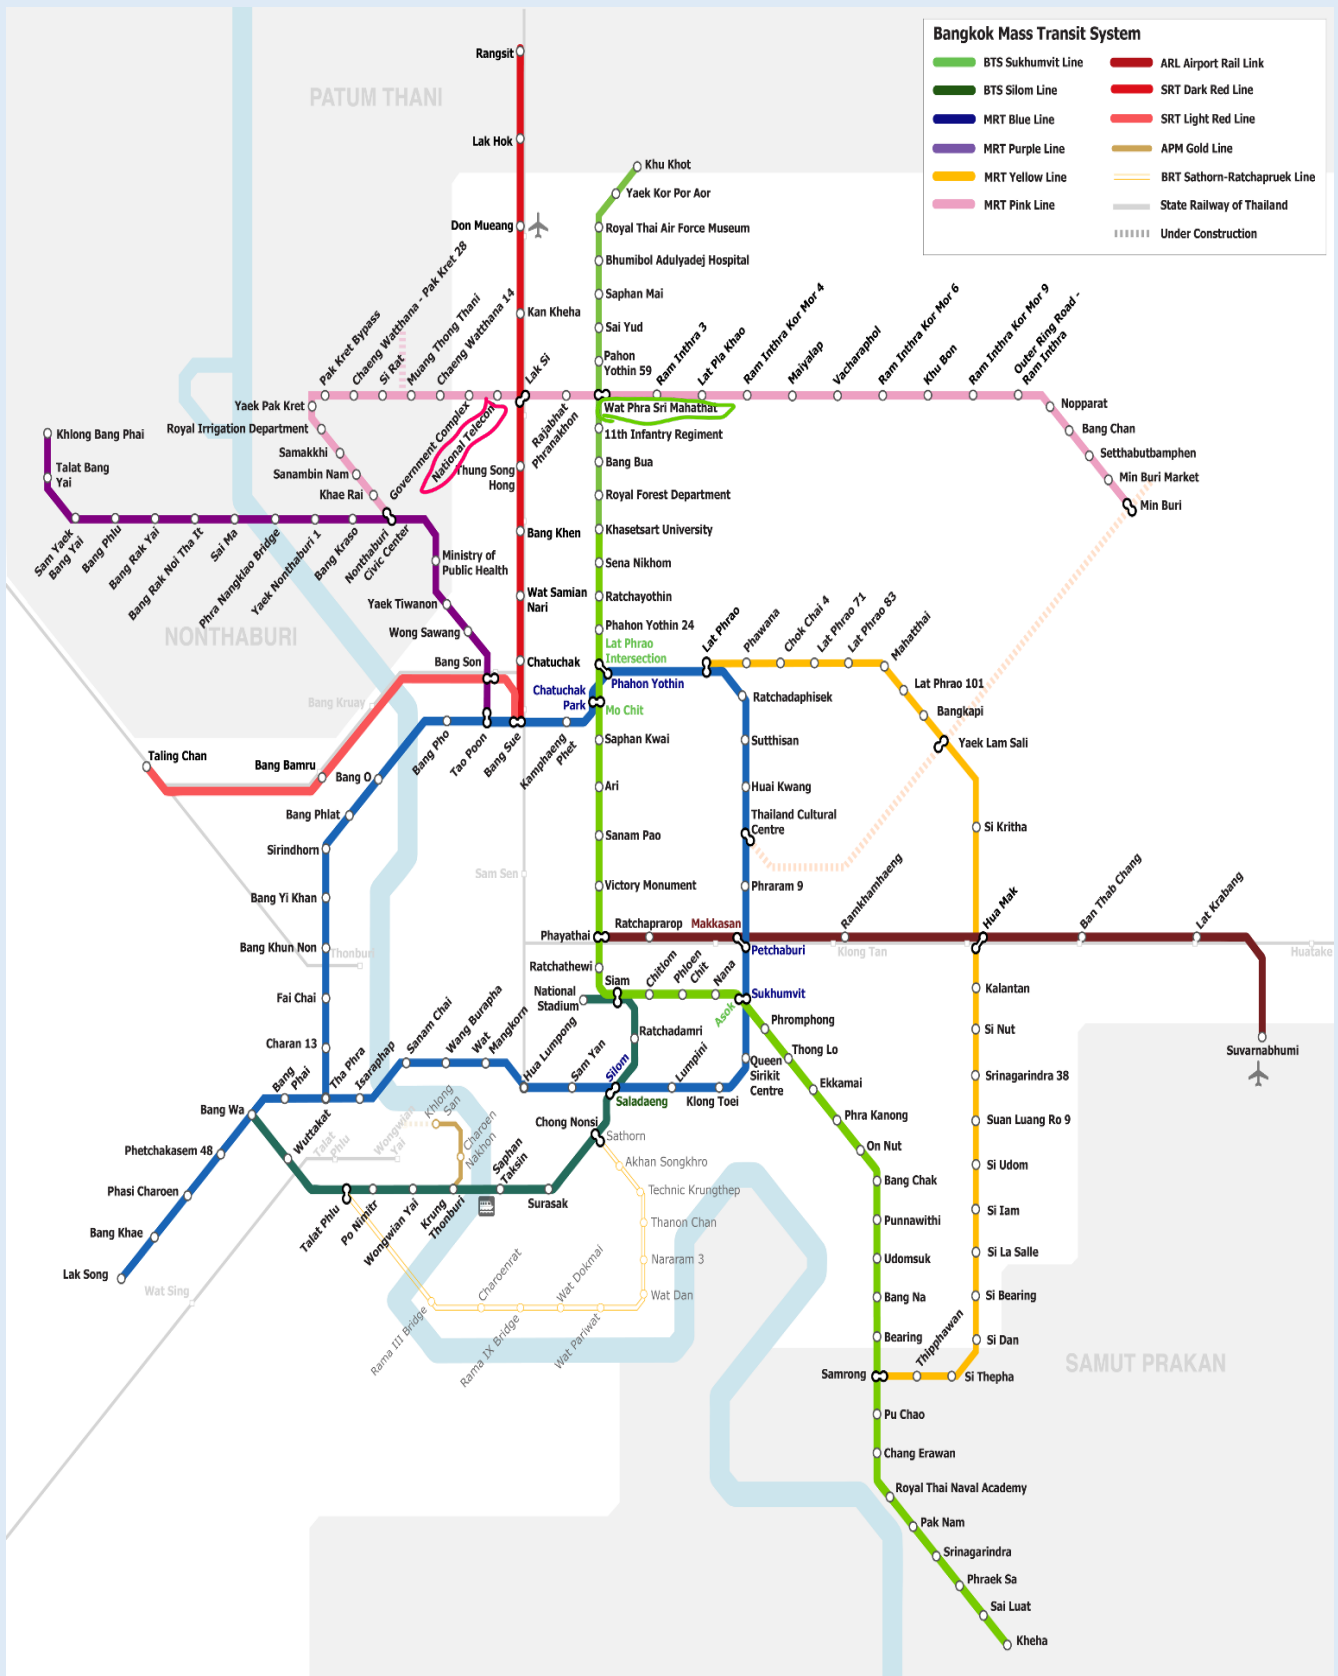 Bangkok Mass Transit System
BTS Sukhumvit Line
BTS Silom Line
MRT Blue Line
MRT Purple Line
MRT Yellow Line
MRT Pink Line
ARL Airport Rail Link
SRT Dark Red Line
SRT Light Red Line
APM Gold Line
BRT Sathorn-Ratchapruek Line
State Railway of Thailand
Under Construction
PATUM THANI
NONTHABURI
SAMUT PRAKAN
Rangsit
Lak Hok
Don Mueang
Kan Kheha
Lak Si
Thung Song
Hong
Bang Khen
Wat Samian
Nari
Chatuchak
Khu Khot
Yaek Kor Por Aor
Royal Thai Air Force Museum
Bhumibol Adulyadej Hospital
Saphan Mai
Sai Yud
Pahon
Yothin 59
Wat Phra Sri Mahathat
11th Infantry Regiment
Bang Bua
Royal Forest Department
Khasetsart University
Sena Nikhom
Ratchayothin
Phahon Yothin 24
Lat Phrao
Intersection
Phahon Yothin
Chatuchak
Park
Mo Chit
Saphan Kwai
Ari
Sanam Pao
Victory Monument
Phayathai
Ratchathewi
Siam
Pak Kret Bypass
Chaeng Watthana - Pak Kret 28
Si Rat
Muang Thong Thani
Chaeng Watthana 14
Government Complex
National Telecom
Rajabhat
Phranakhon
Ram Inthra 3
Lat Pla Khao
Ram Inthra Kor Mor 4
Maiyalap
Vacharaphol
Ram Inthra Kor Mor 6
Khu Bon
Ram Inthra Kor Mor 9
Outer Ring Road -
Ram Inthra
Nopparat
Bang Chan
Setthabutbamphen
Min Buri Market
Min Buri
Yaek Pak Kret
Royal Irrigation Department
Samakkhi
Sanambin Nam
Khae Rai
Khlong Bang Phai
Talat Bang
Yai
Sam Yaek
Bang Yai
Bang Phlu
Bang Rak Yai
Bang Rak Noi Tha It
Sai Ma
Phra Nangklao Bridge
Yaek Nonthaburi 1
Bang Kraso
Nonthaburi
Civic Center
Ministry of
Public Health
Yaek Tiwanon
Wong Sawang
Bang Son
Bang Kruay
Taling Chan
Bang Bamru
Bang O
Bang Pho
Tao Poon
Bang Sue
Kamphaeng
Phet
Bang Phlat
Sirindhorn
Bang Yi Khan
Bang Khun Non
Fai Chai
Charan 13
Thonburi
Sam Sen
Lat Phrao
Phawana
Chok Chai 4
Lat Phrao 71
Lat Phrao 83
Mahatthai
Lat Phrao 101
Bangkapi
Yaek Lam Sali
Si Kritha
Hua Mak
Kalantan
Si Nut
Srinagarindra 38
Suan Luang Ro 9
Si Udom
Si Iam
Si La Salle
Si Bearing
Si Dan
Si Thepha
Thipphawan
Samrong
Ratchadaphisek
Sutthisan
Huai Kwang
Thailand Cultural
Centre
Phraram 9
Petchaburi
Sukhumvit
Queen
Sirikit
Centre
Klong Toei
Lumpini
Silom
Saladaeng
Sam Yan
Hua Lumpong
Mangkorn
Wat
Wang Burapha
Sanam Chai
Isaraphap
Tha Phra
Bang
Phai
Bang Wa
Phetchakasem 48
Phasi Charoen
Bang Khae
Lak Song
Ratchaprarop
Makkasan
Ramkhamhaeng
Klong Tan
Ban Thab Chang
Lat Krabang
Huatake
Suvarnabhumi
National
Stadium
Ratchadamri
Chitlom
Phloen
Chit
Nana
Asok
Phromphong
Thong Lo
Ekkamai
Phra Kanong
On Nut
Bang Chak
Punnawithi
Udomsuk
Bang Na
Bearing
Pu Chao
Chang Erawan
Royal Thai Naval Academy
Pak Nam
Srinagarindra
Phraek Sa
Sai Luat
Kheha
Chong Nonsi
Sathorn
Akhan Songkhro
Technic Krungthep
Thanon Chan
Nararam 3
Wat Dan
Wat Pariwat
Wat Dokmai
Rama IX Bridge
Charoenrat
Rama III Bridge
Surasak
Saphan
Taksin
Krung
Thonburi
Wongwian Yai
Po Nimitr
Talat Phlu
Wuttakat
Khlong
San
Charoen
Nakhon
Talat
Phlu
Wongwian
Yai
Wat Sing